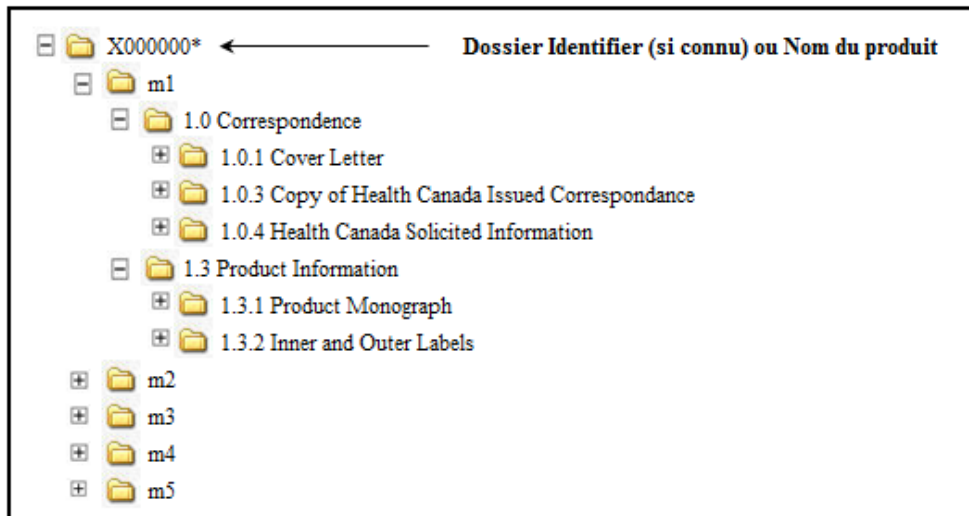 X000000* Dossier Identifier (si connu) ou Nom du produit
m1
1.0 Correspondence
1.0.1 Cover Letter
1.0.3 Copy of Health Canada Issued Correspondance
1.0.4 Health Canada Solicited Information
1.3 Product Information
1.3.1 Product Monograph
1.3.2 Inner and Outer Labels
m2
m3
m4
m5